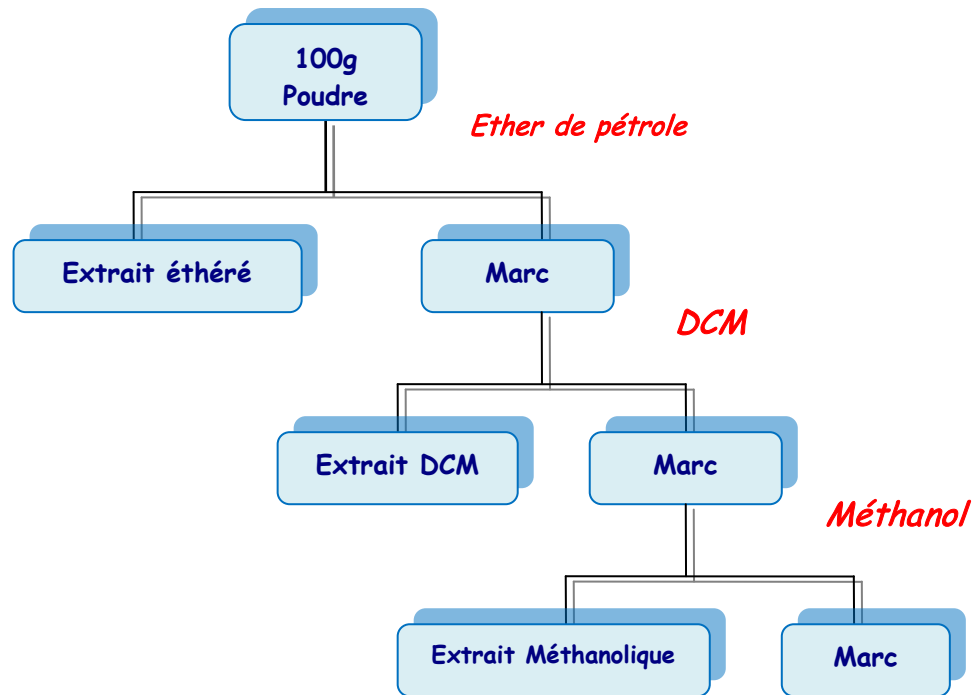 100g
Poudre
Ether de pétrole
Extrait éthéré
Marc
DCM
Extrait DCM
Marc
Méthanol
Extrait Méthanolique
Marc